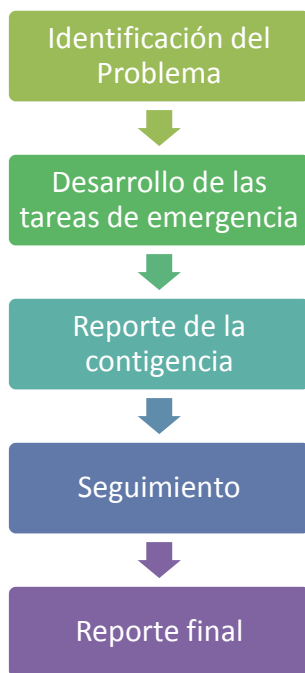 Identificación del
Problema
Desarrollo de las
tareas de emergencia
Reporte de la
contigencia
Seguimiento
Reporte final